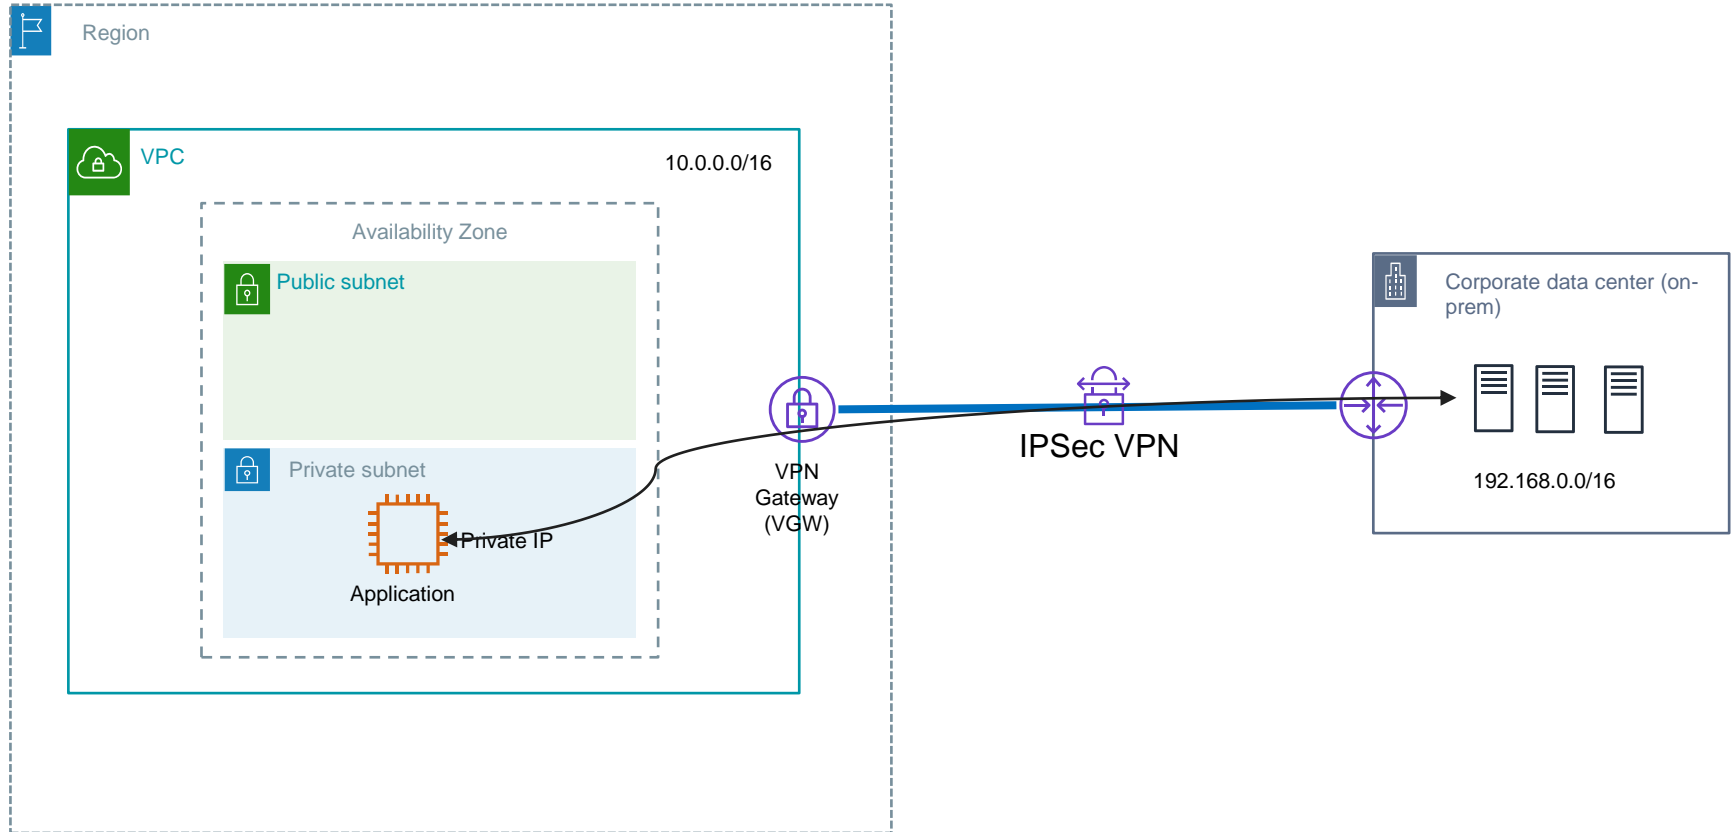 Region
VPC
10.0.0.0/16
Availability Zone
Public subnet
Private subnet
Private IP
Application
VPN
Gateway
(VGW)
IPSec VPN
Corporate data center (on-
prem)
192.168.0.0/16